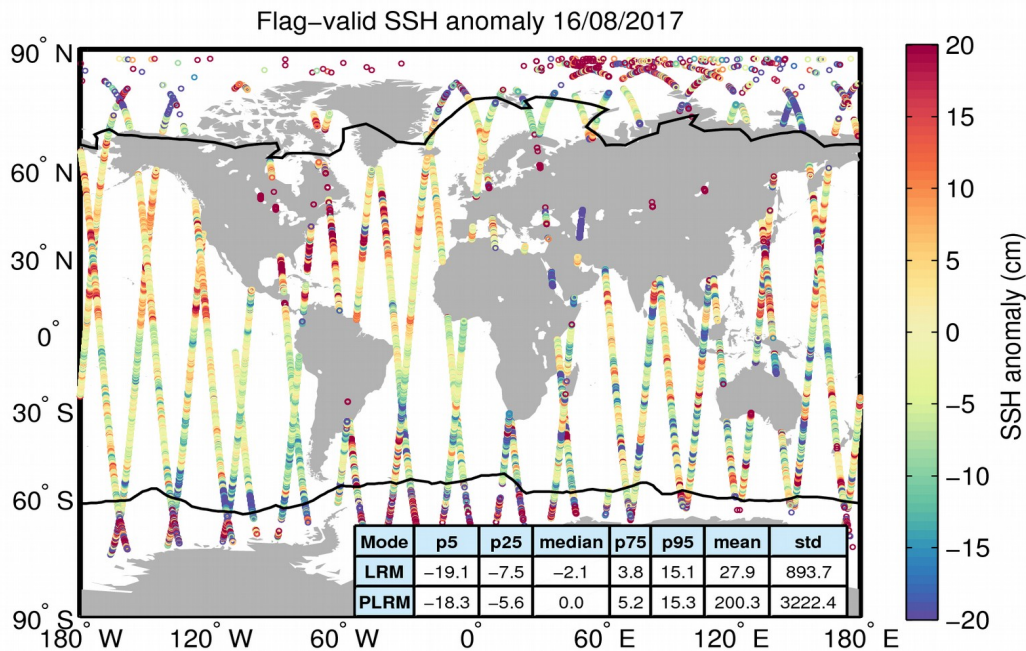 Flag−valid SSH anomaly 16/08/2017
90° N
60° N
30° N
0°
30° S
60° S
90° S
180° W
120° W
60° W
0°
60° E
120° E
180° E
20
15
10
5
0
−5
−10
−15
−20
SSH anomaly (cm)
Mode p5 p25 median p75 p95 mean std
LRM −19.1 −7.5 −2.1 3.8 15.1 27.9 893.7
PLRM −18.3 −5.6 0.0 5.2 15.3 200.3 3222.4